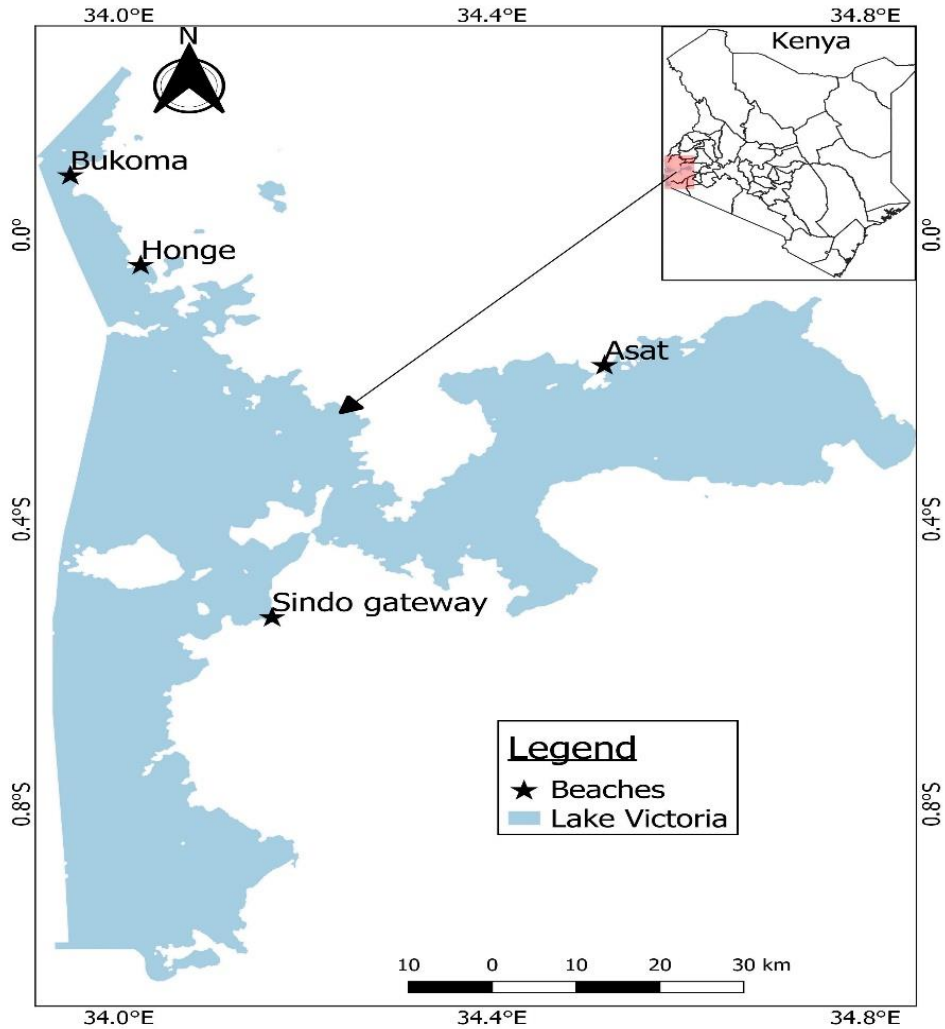 34.0°E 34.4°E 34.8°E
N
Kenya
Bukoma
0.0° 0.0°
Honge
Asat
0.4°S 0.4°S
Sindo gateway
Legend
Beaches
Lake Victoria
0.8°S 0.8°S
10 0 10 20 30 km
34.0°E 34.4°E 34.8°E